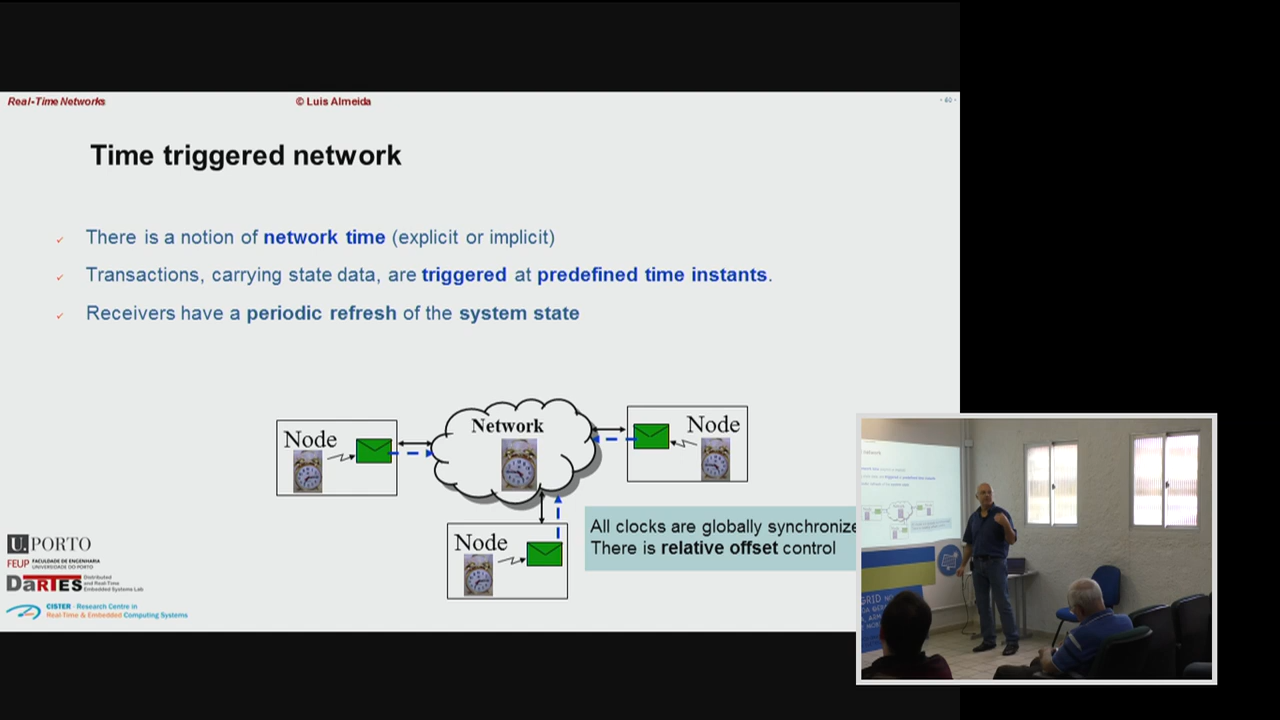 Real-Time Networks
© Luis Almeida
- 60 -
Time triggered network
There is a notion of network time (explicit or implicit)
Transactions, carrying state data, are triggered at predefined time instants.
Receivers have a periodic refresh of the system state
Network
Node
Node
Node
All clocks are globally synchronize
There is relative offset control
U. PORTO
FEUP FACULDADE DE ENGENHARIA
UNIVERSIDADE DO PORTO
DaRTES Distributed
and Real-Time
Embedded Systems Lab
CISTER - Research Centre in
Real-Time & Embedded Computing Systems